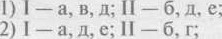 1) I — а, в, д; II — б, д, е;
2) I — а, д, е; II — б, г;